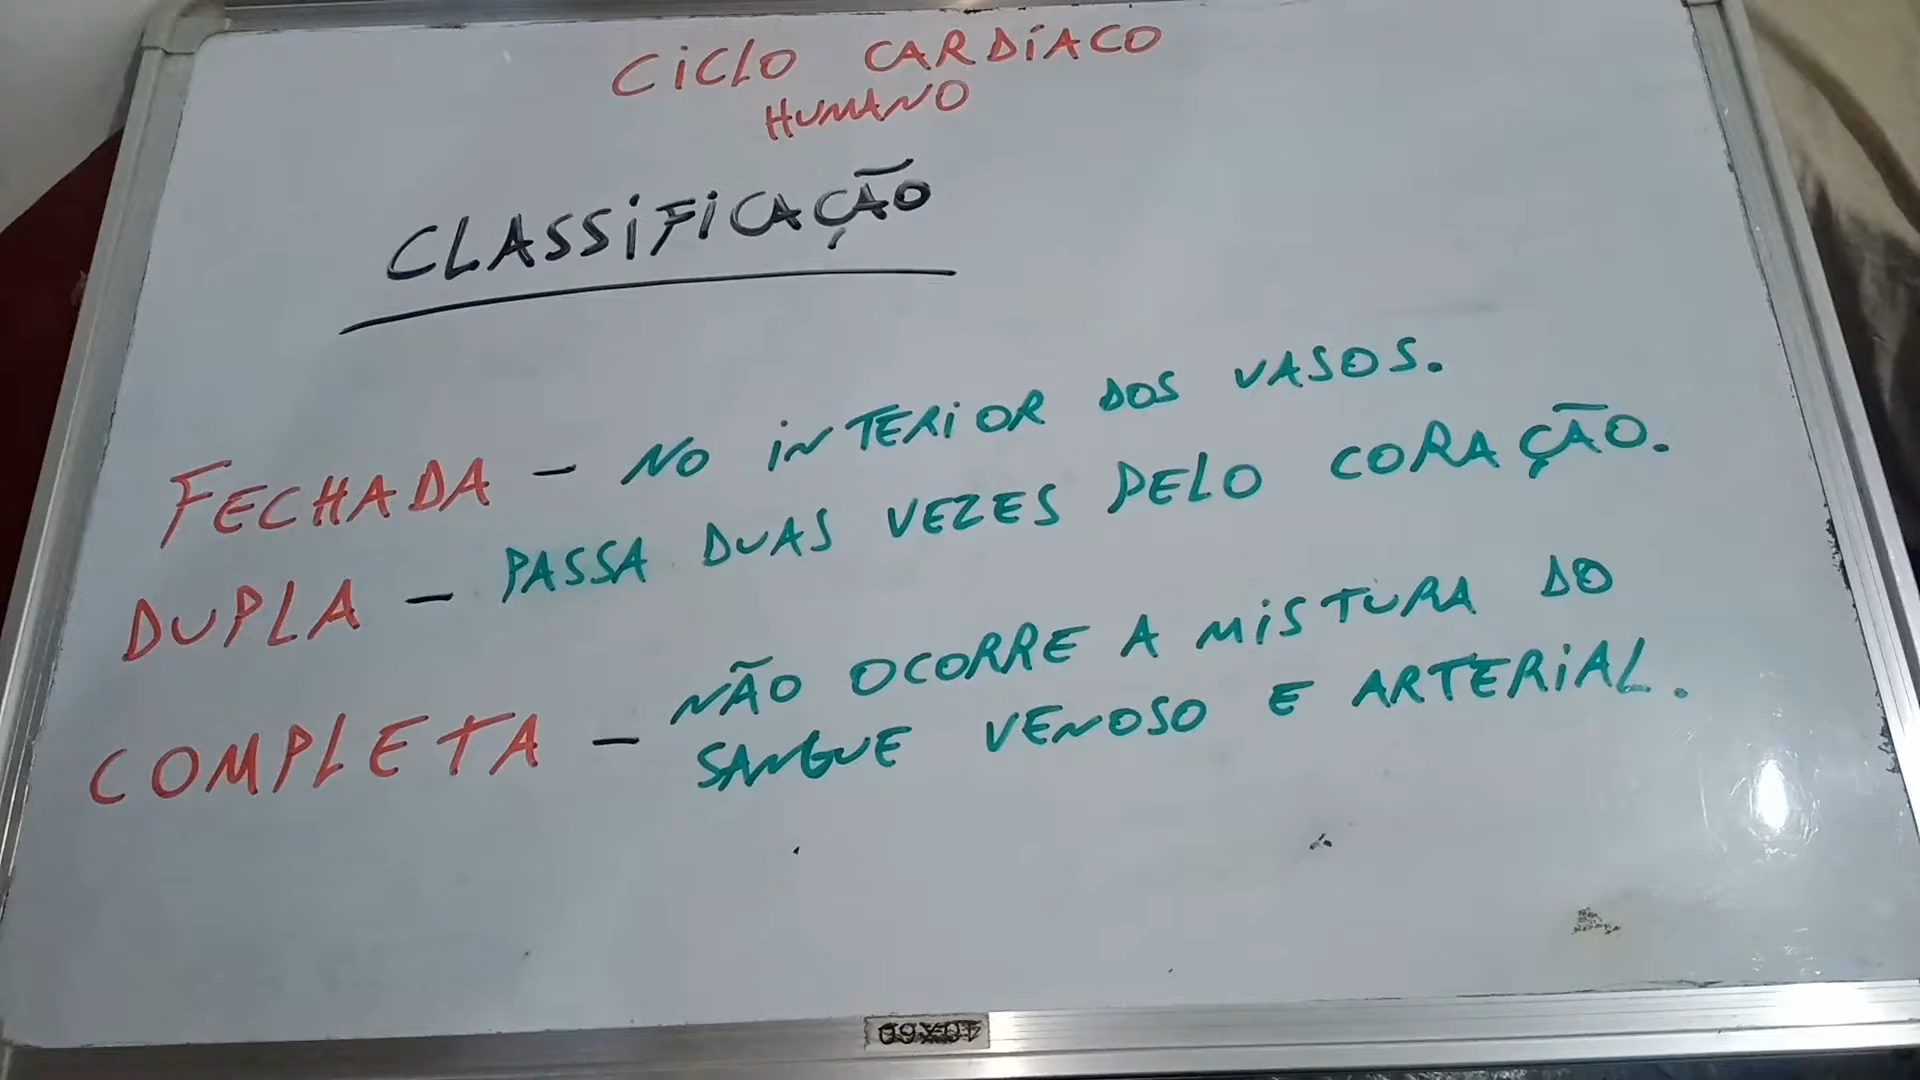 CICLO CARDÍACO
HUMANO
CLASSIFICAÇÃO
FECHADA - NO INTERIOR DOS VASOS.
DUPLA - PASSA DUAS VEZES PELO CORAÇÃO.
COMPLETA - NÃO OCORRE A MISTURA DO
SANGUE VENOSO E ARTERIAL.
40X60